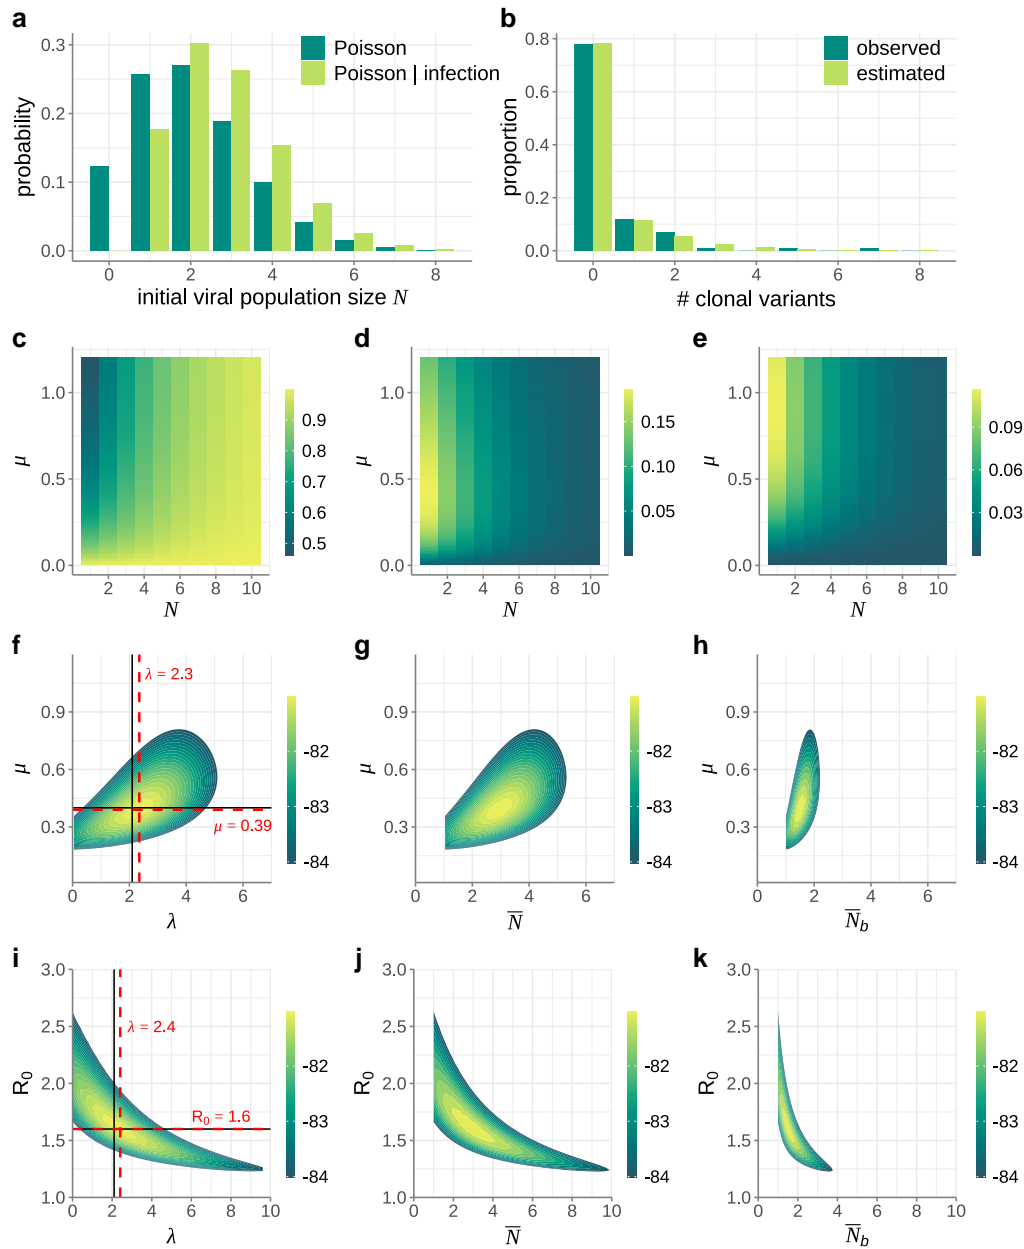 a
probability
0.3
0.2
0.1
0.0
0 2 4 6 8
initial viral population size N
Poisson
Poisson | infection
b
proportion
0.8
0.6
0.4
0.2
0.0
0 2 4 6 8
# clonal variants
observed
estimated
c
μ
1.0
0.5
0.0
2 4 6 8 10
N
0.9
0.8
0.7
0.6
0.5
d
μ
1.0
0.5
0.0
2 4 6 8 10
N
0.15
0.10
0.05
e
μ
1.0
0.5
0.0
2 4 6 8 10
N
0.09
0.06
0.03
f
μ
0.9
0.6
0.3
0 2 4 6
λ
λ = 2.3
μ = 0.39
-82
-83
-84
g
μ
0.9
0.6
0.3
0 2 4 6
N̅
-82
-83
-84
h
μ
0.9
0.6
0.3
0 2 4 6
N̅b
-82
-83
-84
i
R0
3.0
2.5
2.0
1.5
1.0
0 2 4 6 8 10
λ
λ = 2.4
R0 = 1.6
-82
-83
-84
j
R0
3.0
2.5
2.0
1.5
1.0
0 2 4 6 8 10
N̅
-82
-83
-84
k
R0
3.0
2.5
2.0
1.5
1.0
0 2 4 6 8 10
N̅b
-82
-83
-84